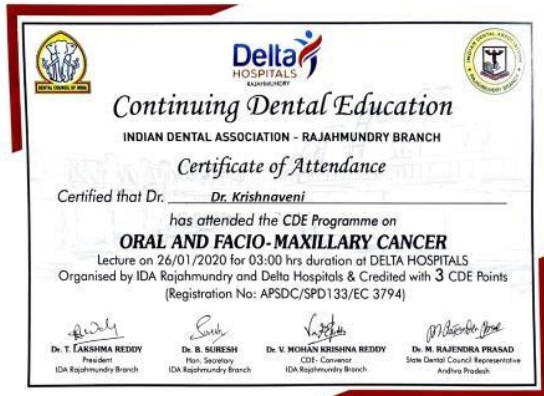 DENTAL COUNCIL OF INDIA
Delta
HOSPITALS
RAJAHMUNDRY
INDIAN DENTAL ASSOCIATION
RAJAHMUNDRY BRANCH
Continuing Dental Education
INDIAN DENTAL ASSOCIATION - RAJAHMUNDRY BRANCH
Certificate of Attendance
Certified that Dr. Dr. Krishnaveni
has attended the CDE Programme on
ORAL AND FACIO-MAXILLARY CANCER
Lecture on 26/01/2020 for 03:00 hrs duration at DELTA HOSPITALS
Organised by IDA Rajahmundry and Delta Hospitals & Credited with 3 CDE Points
(Registration No: APSDC/SPD133/EC 3794)
Dr. T. LAKSHMA REDDY
President
IDA Rajahmundry Branch
Dr. B. SURESH
Hon. Secretary
IDA Rajahmundry Branch
Dr. V. MOHAN KRISHNA REDDY
CDE- Convenor
IDA Rajahmundry Branch
Dr. M. RAJENDRA PRASAD
State Dental Council Representative
Andhra Pradesh